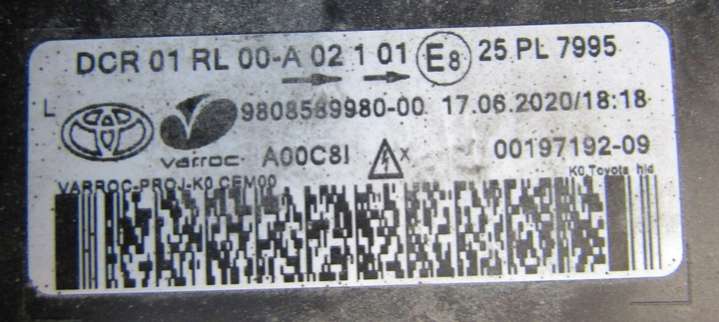 DCR 01 RL 00-A 02 1 01 E8 25 PL 7995
L 9808589980-00 17.06.2020/18:18
varroc A00C8I X 00197192-09
VARROC-PROJ-K0 CEM00 K0 Toyota hid